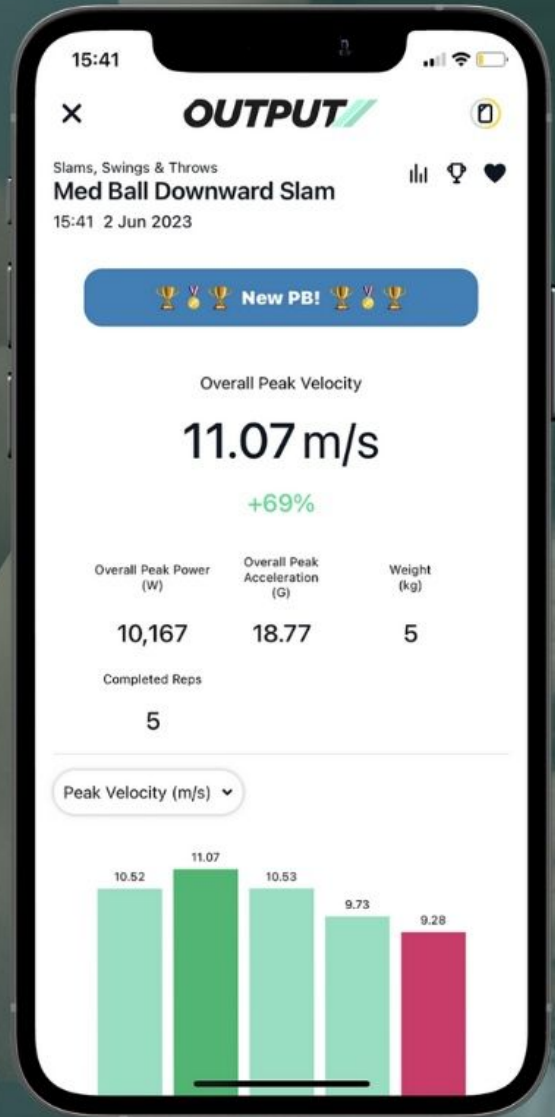 15:41
OUTPUT
Slams, Swings & Throws
Med Ball Downward Slam
15:41 2 Jun 2023
New PB!
Overall Peak Velocity
11.07 m/s
+69%
Overall Peak Power
(W)
10,167
Overall Peak
Acceleration
(G)
18.77
Weight
(kg)
5
Completed Reps
5
Peak Velocity (m/s)
10.52
11.07
10.53
9.73
9.28